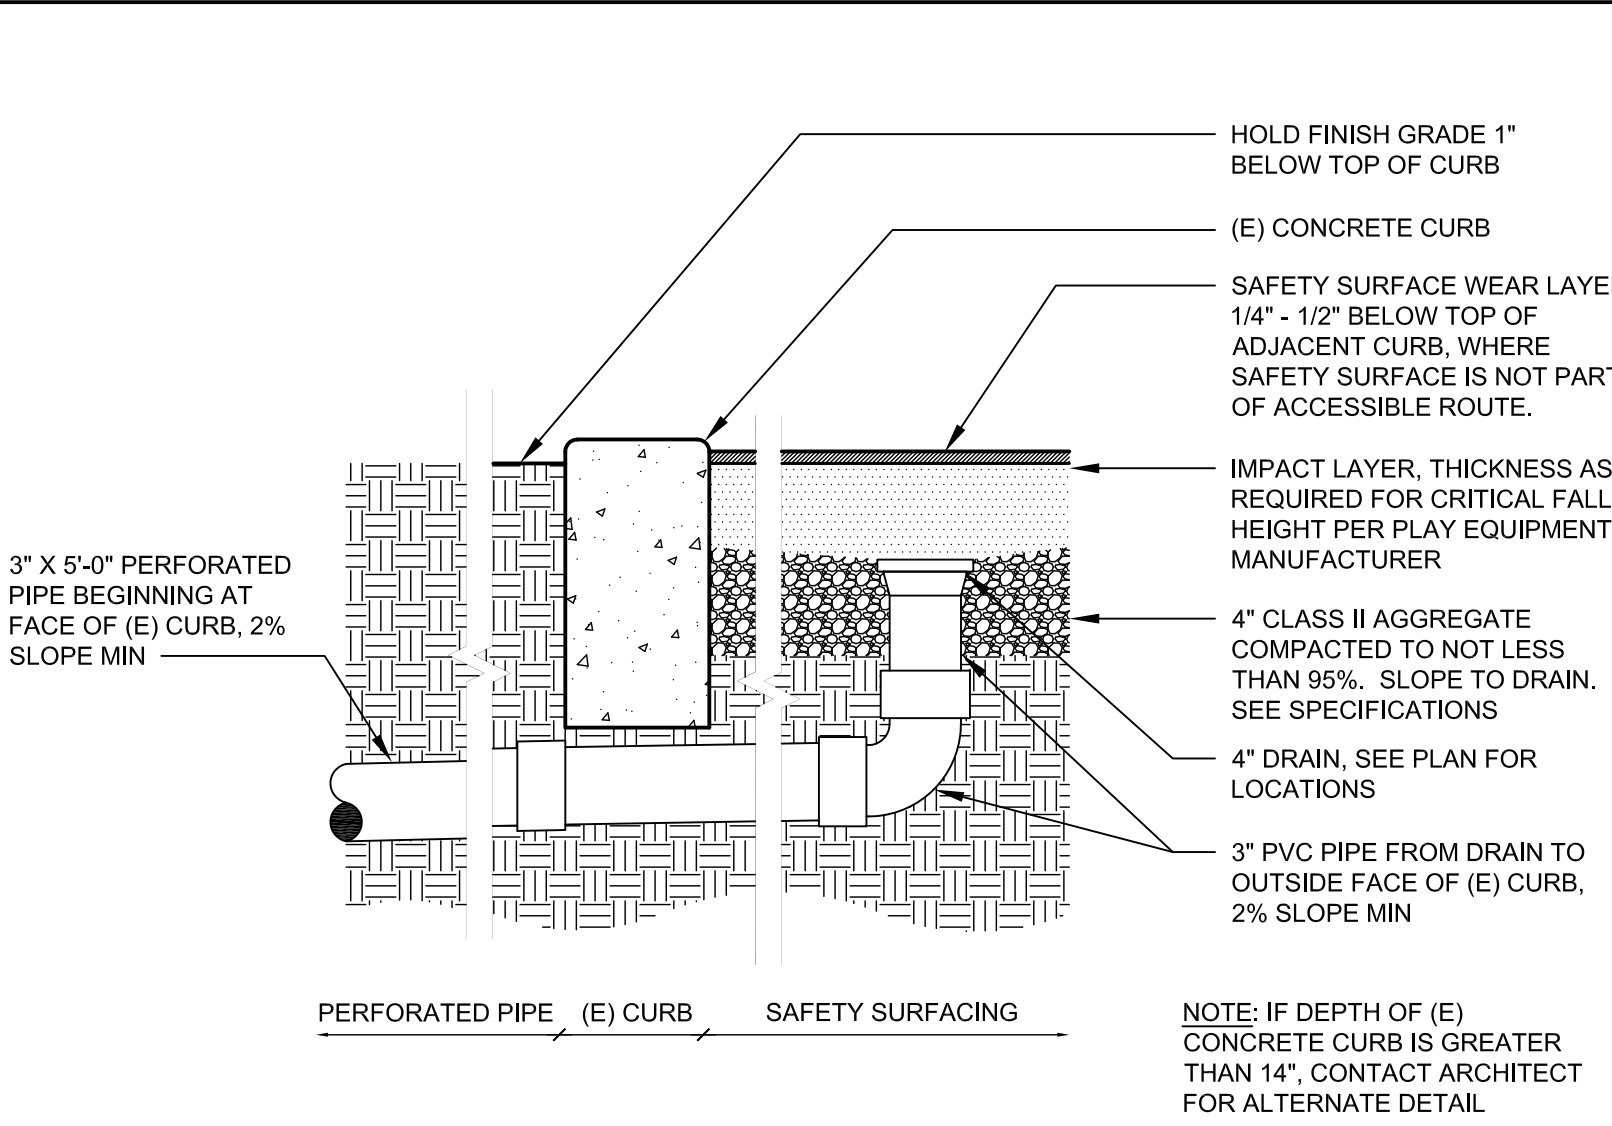 HOLD FINISH GRADE 1"
BELOW TOP OF CURB
(E) CONCRETE CURB
SAFETY SURFACE WEAR LAYER
1/4" - 1/2" BELOW TOP OF
ADJACENT CURB, WHERE
SAFETY SURFACE IS NOT PART
OF ACCESSIBLE ROUTE.
IMPACT LAYER, THICKNESS AS
REQUIRED FOR CRITICAL FALL
HEIGHT PER PLAY EQUIPMENT
MANUFACTURER
3" X 5'-0" PERFORATED
PIPE BEGINNING AT
FACE OF (E) CURB, 2%
SLOPE MIN
4" CLASS II AGGREGATE
COMPACTED TO NOT LESS
THAN 95%. SLOPE TO DRAIN.
SEE SPECIFICATIONS
4" DRAIN, SEE PLAN FOR
LOCATIONS
3" PVC PIPE FROM DRAIN TO
OUTSIDE FACE OF (E) CURB,
2% SLOPE MIN
PERFORATED PIPE (E) CURB SAFETY SURFACING
NOTE: IF DEPTH OF (E)
CONCRETE CURB IS GREATER
THAN 14", CONTACT ARCHITECT
FOR ALTERNATE DETAIL